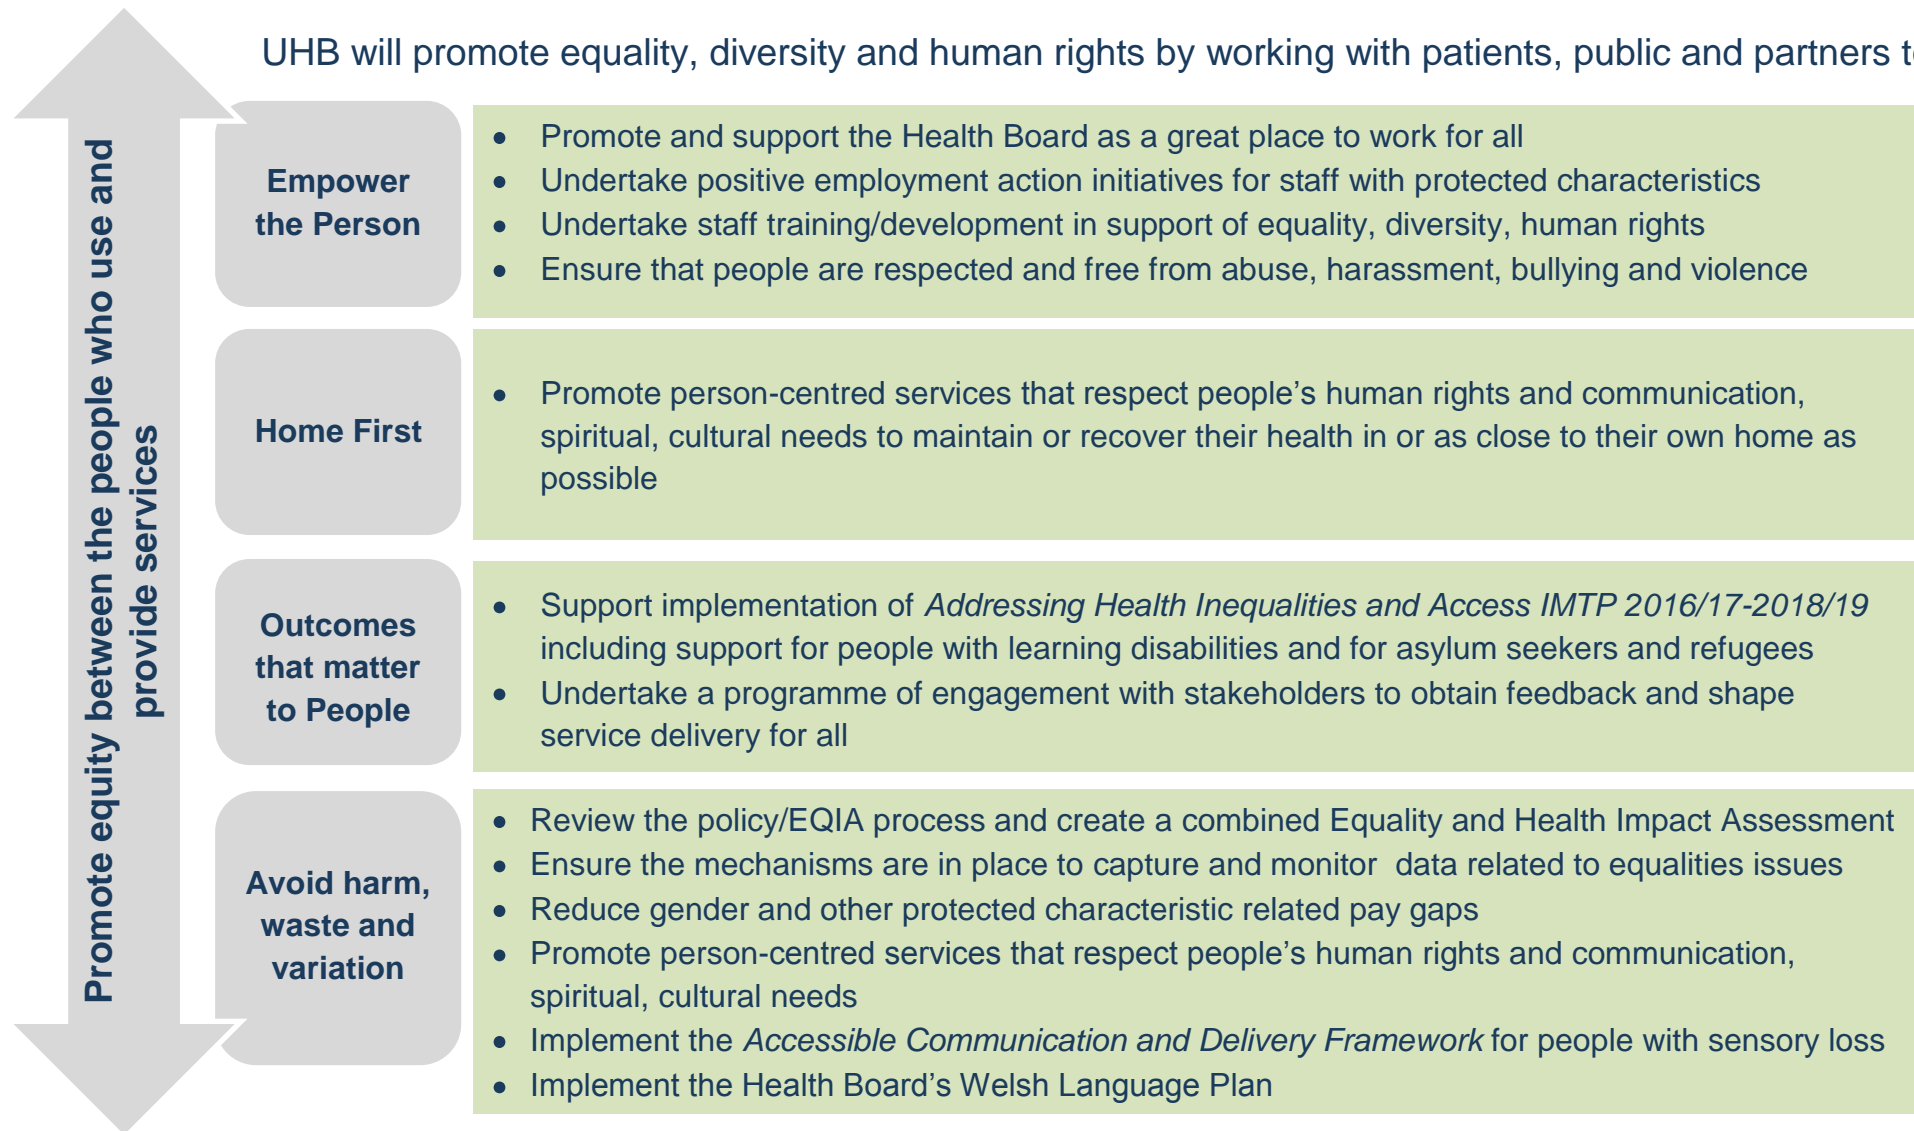 UHB will promote equality, diversity and human rights by working with patients, public and partners
Promote equity between the people who use and
provide services
Empower
the Person
• Promote and support the Health Board as a great place to work for all
• Undertake positive employment action initiatives for staff with protected characteristics
• Undertake staff training/development in support of equality, diversity, human rights
• Ensure that people are respected and free from abuse, harassment, bullying and violence
Home First
• Promote person-centred services that respect people’s human rights and communication,
spiritual, cultural needs to maintain or recover their health in or as close to their own home as
possible
Outcomes
that matter
to People
• Support implementation of Addressing Health Inequalities and Access IMTP 2016/17-2018/19
including support for people with learning disabilities and for asylum seekers and refugees
• Undertake a programme of engagement with stakeholders to obtain feedback and shape
service delivery for all
Avoid harm,
waste and
variation
• Review the policy/EQIA process and create a combined Equality and Health Impact Assessment
• Ensure the mechanisms are in place to capture and monitor  data related to equalities issues
• Reduce gender and other protected characteristic related pay gaps
• Promote person-centred services that respect people’s human rights and communication,
spiritual, cultural needs
• Implement the Accessible Communication and Delivery Framework for people with sensory loss
• Implement the Health Board’s Welsh Language Plan